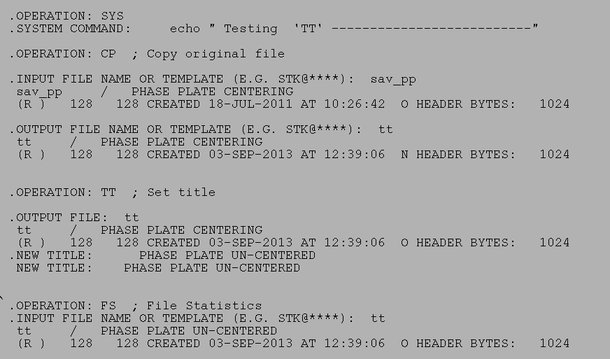 .OPERATION: SYS
.SYSTEM COMMAND:     echo " Testing  'TT' --------------------------"
.OPERATION: CP  ; Copy original file
.INPUT FILE NAME OR TEMPLATE (E.G. STK@****):  sav_pp
sav_pp     /   PHASE PLATE CENTERING
(R )   128   128 CREATED 18-JUL-2011 AT 10:26:42  O HEADER BYTES:   1024
.OUTPUT FILE NAME OR TEMPLATE (E.G. STK@****):  tt
tt     /   PHASE PLATE CENTERING
(R )   128   128 CREATED 03-SEP-2013 AT 12:39:06  N HEADER BYTES:   1024
.OPERATION: TT  ; Set title
.OUTPUT FILE:  tt
tt     /   PHASE PLATE CENTERING
(R )   128   128 CREATED 03-SEP-2013 AT 12:39:06  O HEADER BYTES:   1024
.NEW TITLE:   PHASE PLATE UN-CENTERED
NEW TITLE:    PHASE PLATE UN-CENTERED
.OPERATION: FS  ; File Statistics
.INPUT FILE NAME OR TEMPLATE (E.G. STK@****):  tt
tt     /   PHASE PLATE UN-CENTERED
(R )   128   128 CREATED 03-SEP-2013 AT 12:39:06  O HEADER BYTES:   1024